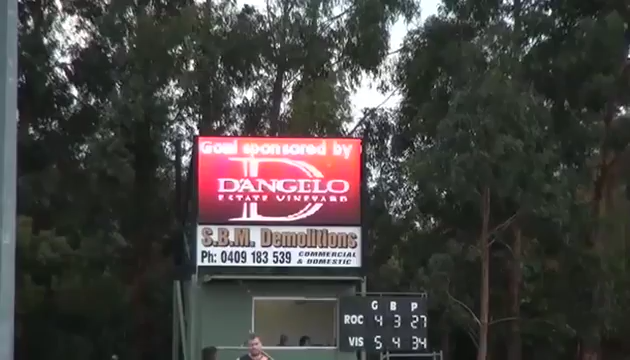 Goal sponsored by
D'ANGELO
ESTATE VINEYARD
S.B.M. Demolitions
Ph: 0409 183 539 COMMERCIAL & DOMESTIC
G B P
ROC 4 3 27
VIS 5 4 34